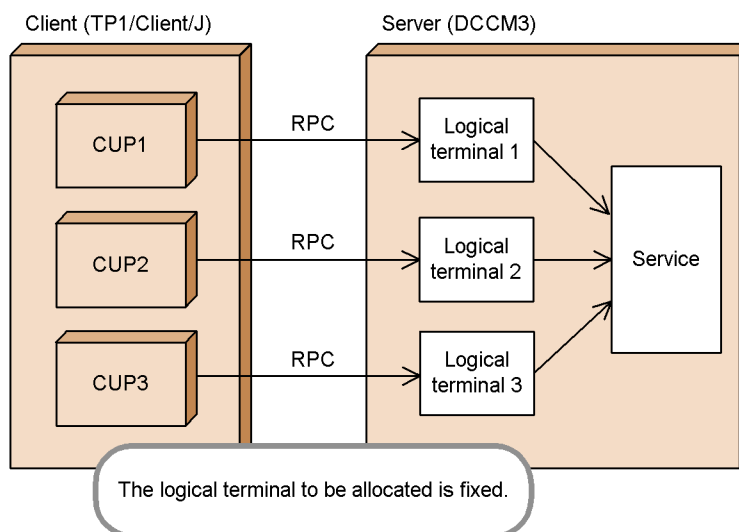 Client (TP1/Client/J)
Server (DCCM3)
CUP1
RPC
Logical
terminal 1
CUP2
RPC
Logical
terminal 2
Service
CUP3
RPC
Logical
terminal 3
The logical terminal to be allocated is fixed.